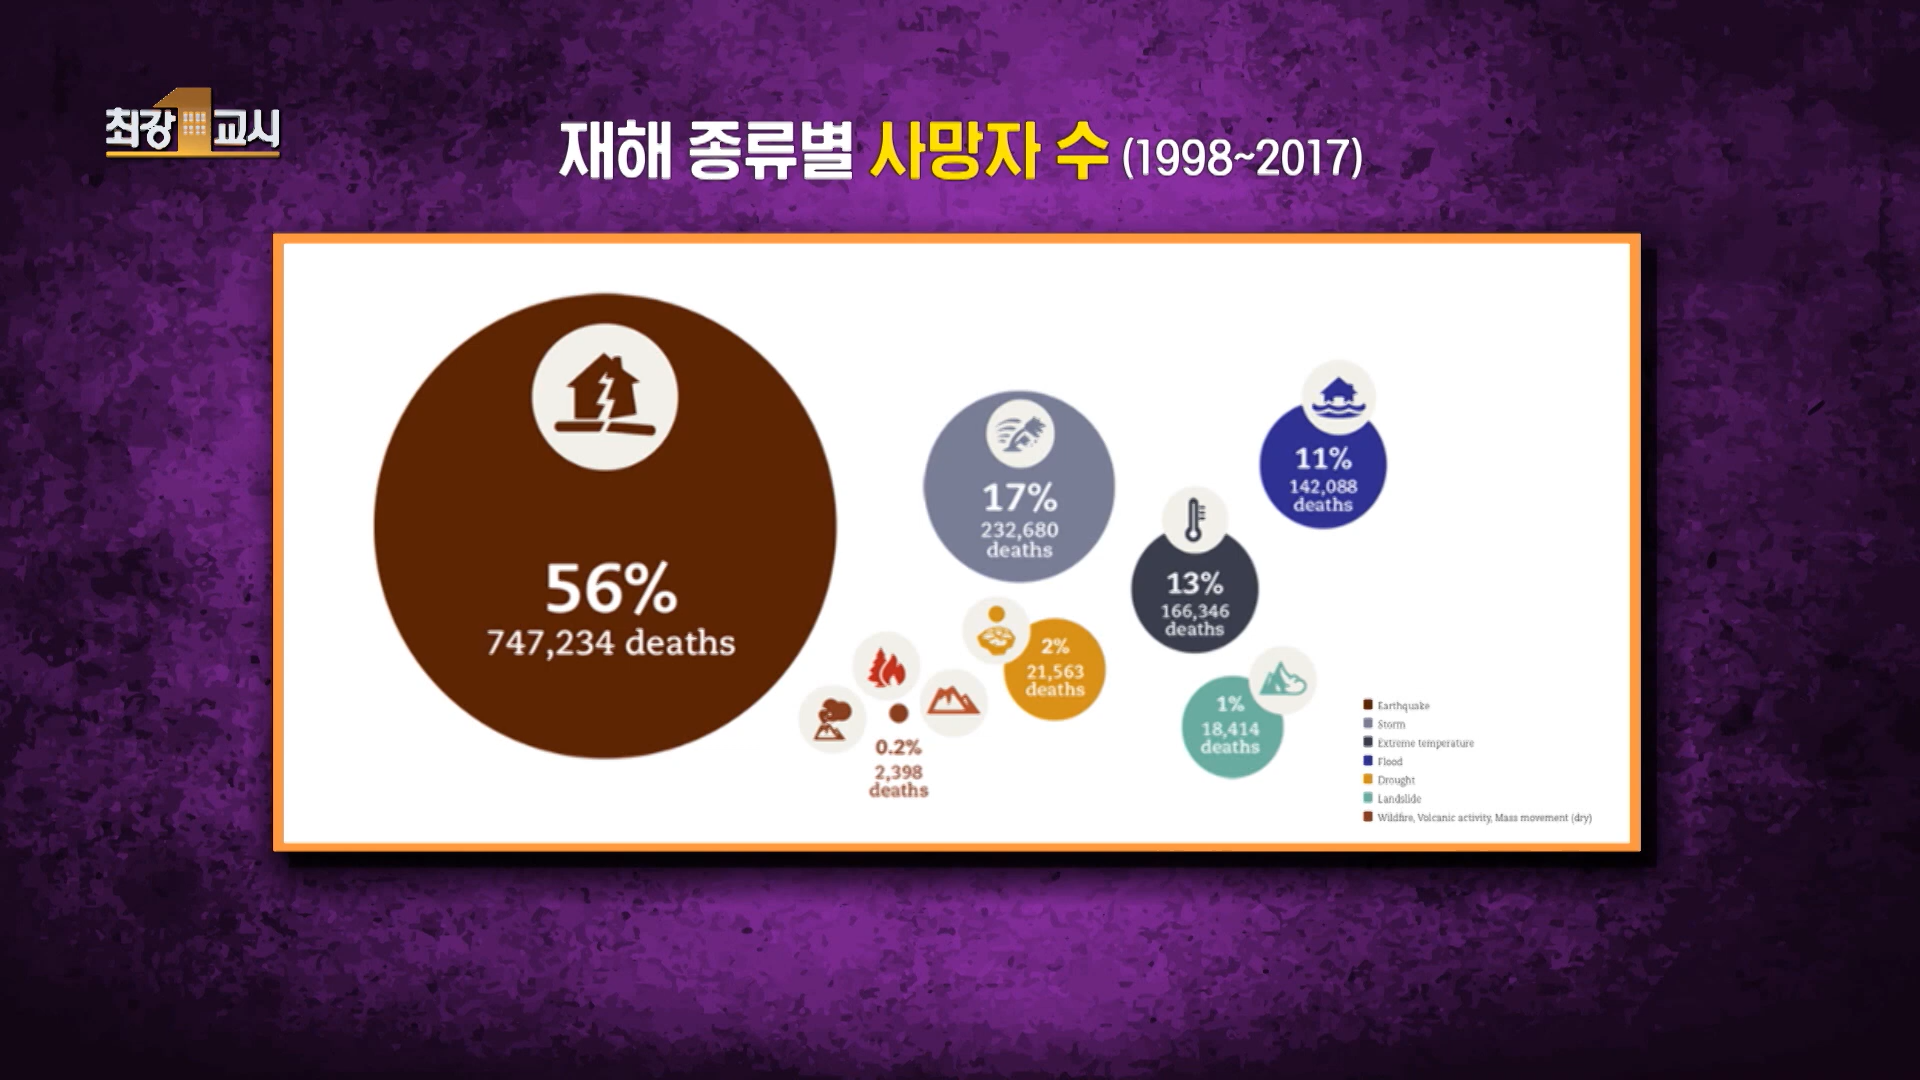 최강1교시
재해 종류별 사망자 수 (1998~2017)
56%
747,234 deaths
17%
232,680
deaths
11%
142,088
deaths
13%
166,346
deaths
2%
21,563
deaths
1%
18,414
deaths
0.2%
2,398
deaths
Earthquake
Storm
Extreme temperature
Flood
Drought
Landslide
Wildfire, Volcanic activity, Mass movement (dry)